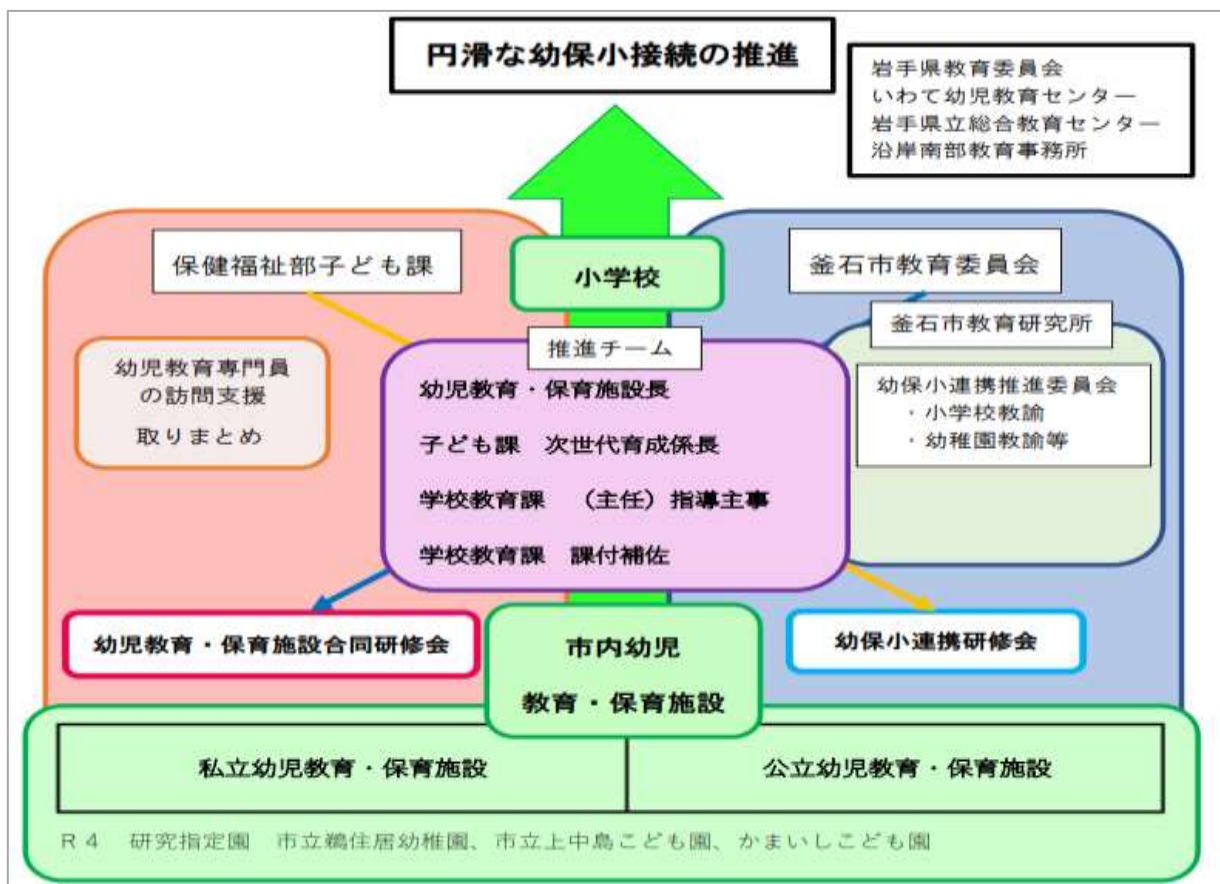 円滑な幼保小接続の推進
岩手県教育委員会
いわて幼児教育センター
岩手県立総合教育センター
沿岸南部教育事務所
保健福祉部子ども課
小学校
釜石市教育委員会
釜石市教育研究所
推進チーム
幼児教育専門員
の訪問支援
取りまとめ
幼児教育・保育施設長
子ども課 次世代育成係長
学校教育課 (主任)指導主事
学校教育課 課付補佐
幼保小連携推進委員会
・小学校教諭
・幼稚園教諭等
幼児教育・保育施設合同研修会
市内幼児
教育・保育施設
幼保小連携研修会
私立幼児教育・保育施設
公立幼児教育・保育施設
R4 研究指定園 市立鵜住居幼稚園、市立上中島こども園、かまいしこども園